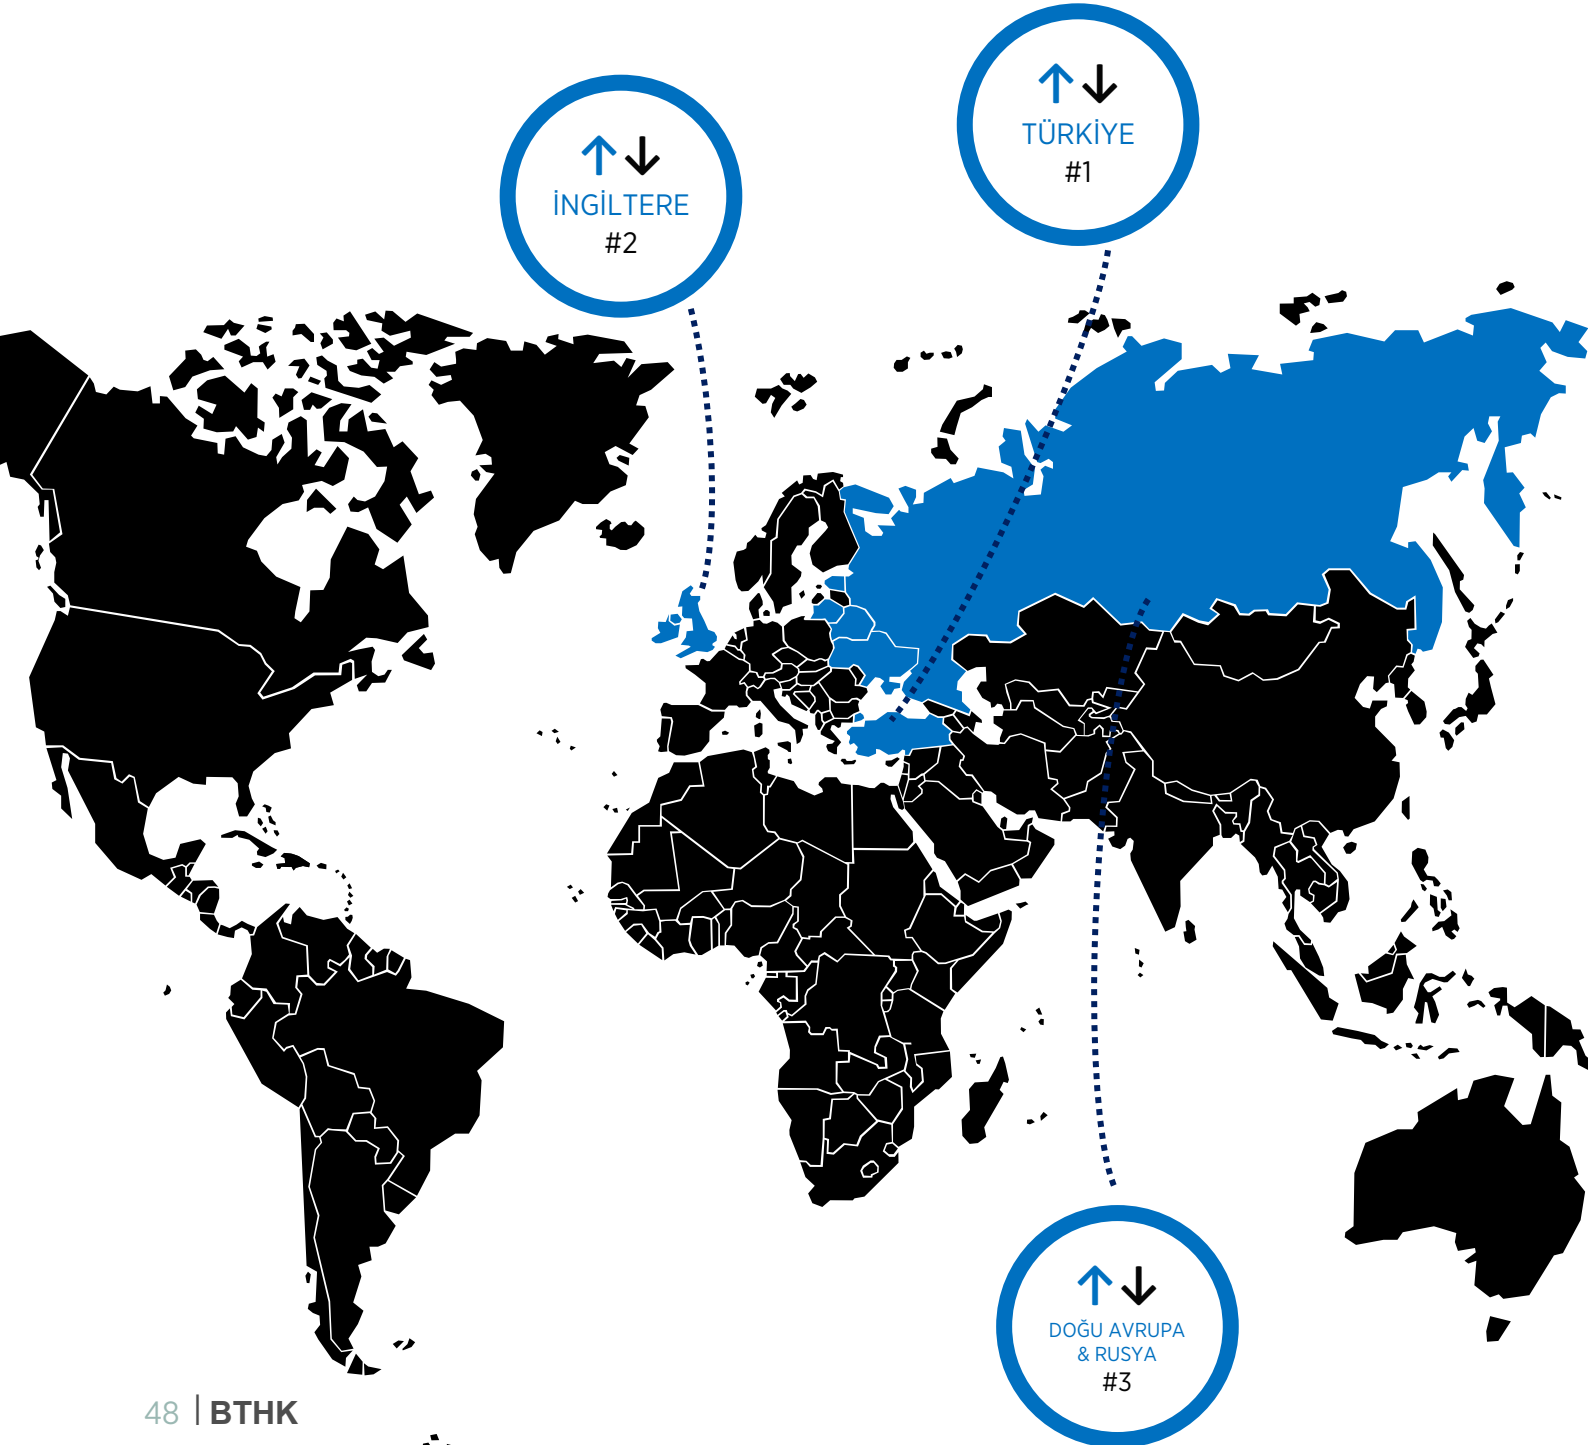 TÜRKİYE
#1
İNGİLTERE
#2
DOĞU AVRUPA
& RUSYA
#3
48 | BTHK